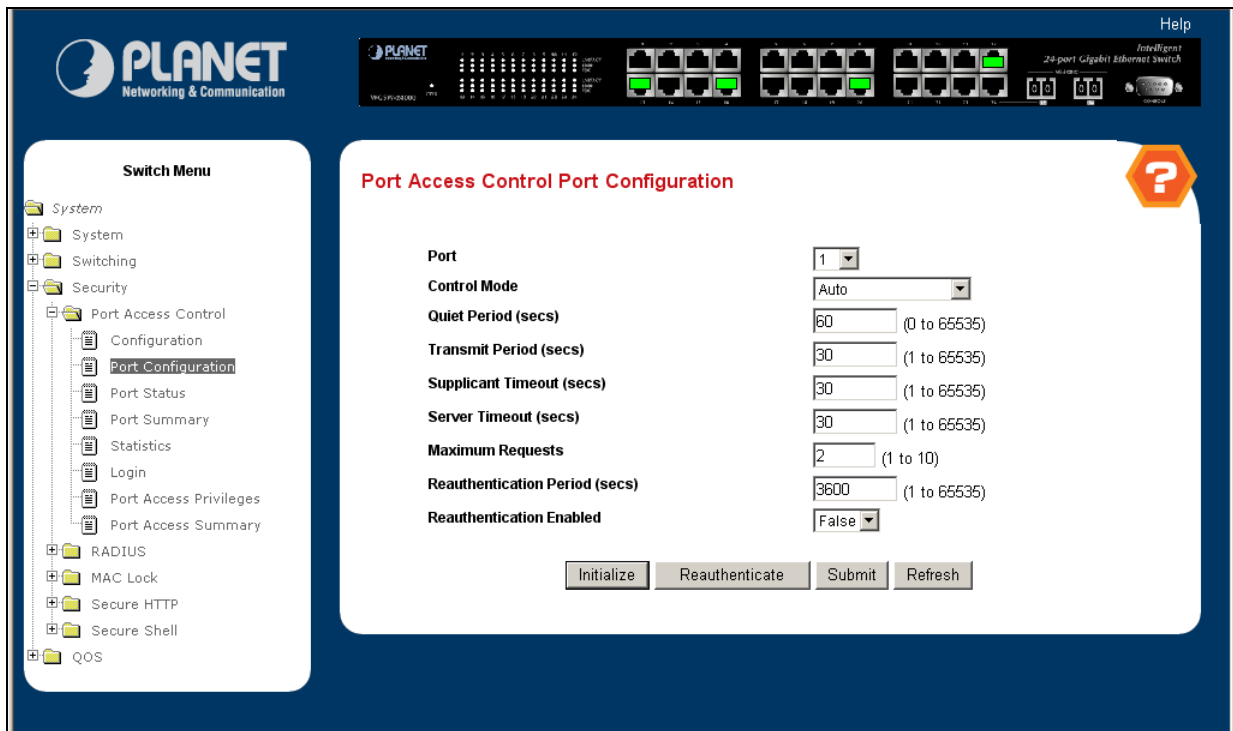 Help
PLANET
Networking & Communication
PLANET
Intelligent
24-port Gigabit Ethernet Switch
CONSOLE
Switch Menu
System
System
Switching
Security
Port Access Control
Configuration
Port Configuration
Port Status
Port Summary
Statistics
Login
Port Access Privileges
Port Access Summary
RADIUS
MAC Lock
Secure HTTP
Secure Shell
QOS
Port Access Control Port Configuration
?
Port 1
Control Mode Auto
Quiet Period (secs) 60 (0 to 65535)
Transmit Period (secs) 30 (1 to 65535)
Supplicant Timeout (secs) 30 (1 to 65535)
Server Timeout (secs) 30 (1 to 65535)
Maximum Requests 2 (1 to 10)
Reauthentication Period (secs) 3600 (1 to 65535)
Reauthentication Enabled False
Initialize Reauthenticate Submit Refresh